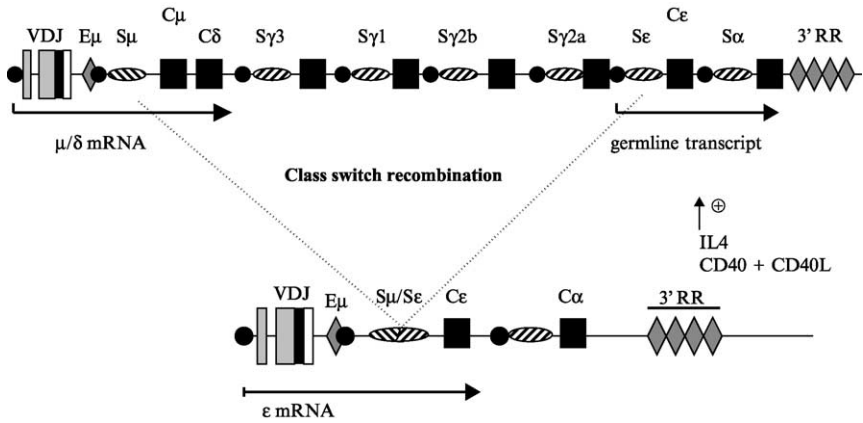 Cμ Cε
VDJ Eμ Sμ Cδ Sγ3 Sγ1 Sγ2b Sγ2a Sε Sα 3’ RR
μ/δ mRNA germline transcript
Class switch recombination
⊕
IL4
CD40 + CD40L
VDJ Eμ Sμ/Sε Cε Cα 3’ RR
ε mRNA